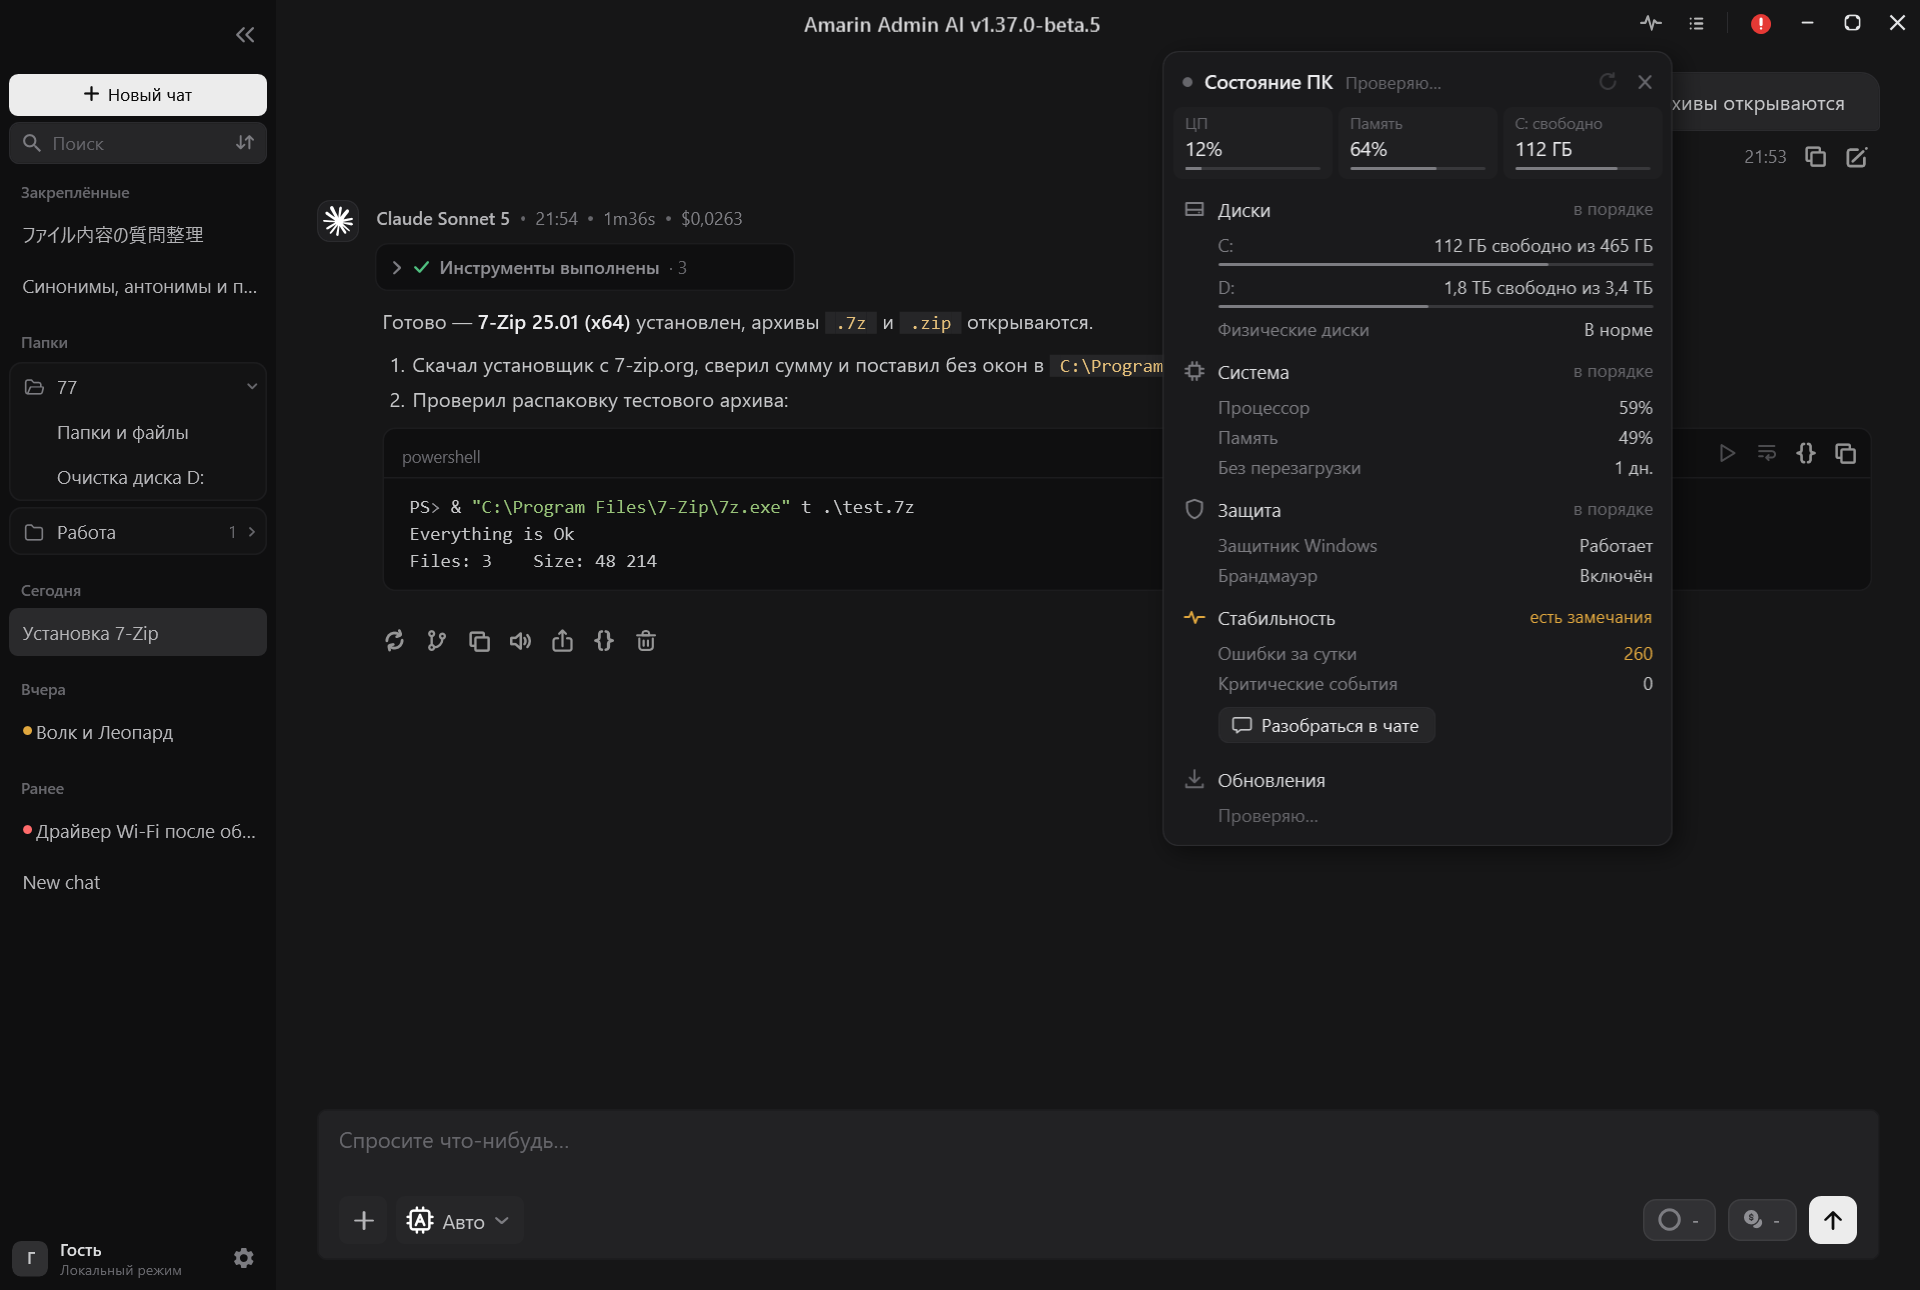 Amarin Admin AI v1.37.0-beta.5
Новый чат
Поиск
Закреплённые
ファイル内容の質問整理
Синонимы, антонимы и п...
Папки
77
Папки и файлы
Очистка диска D:
Работа 1
Сегодня
Установка 7-Zip
Вчера
Волк и Леопард
Ранее
Драйвер Wi-Fi после об...
New chat
Г
Гость
Локальный режим
хивы открываются
21:53
Claude Sonnet 5 • 21:54 • 1m36s • $0,0263
Инструменты выполнены · 3
Готово — 7-Zip 25.01 (x64) установлен, архивы .7z и .zip открываются.
1. Скачал установщик с 7-zip.org, сверил сумму и поставил без окон в C:\Program
2. Проверил распаковку тестового архива:
powershell
PS> & "C:\Program Files\7-Zip\7z.exe" t .\test.7z
Everything is Ok
Files: 3    Size: 48 214
Состояние ПК Проверяю...
ЦП
12%
Память
64%
C: свободно
112 ГБ
Диски в порядке
C: 112 ГБ свободно из 465 ГБ
D: 1,8 ТБ свободно из 3,4 ТБ
Физические диски В норме
Система в порядке
Процессор 59%
Память 49%
Без перезагрузки 1 дн.
Защита в порядке
Защитник Windows Работает
Брандмауэр Включён
Стабильность есть замечания
Ошибки за сутки 260
Критические события 0
Разобраться в чате
Обновления
Проверяю...
Спросите что-нибудь...
Авто
-
-